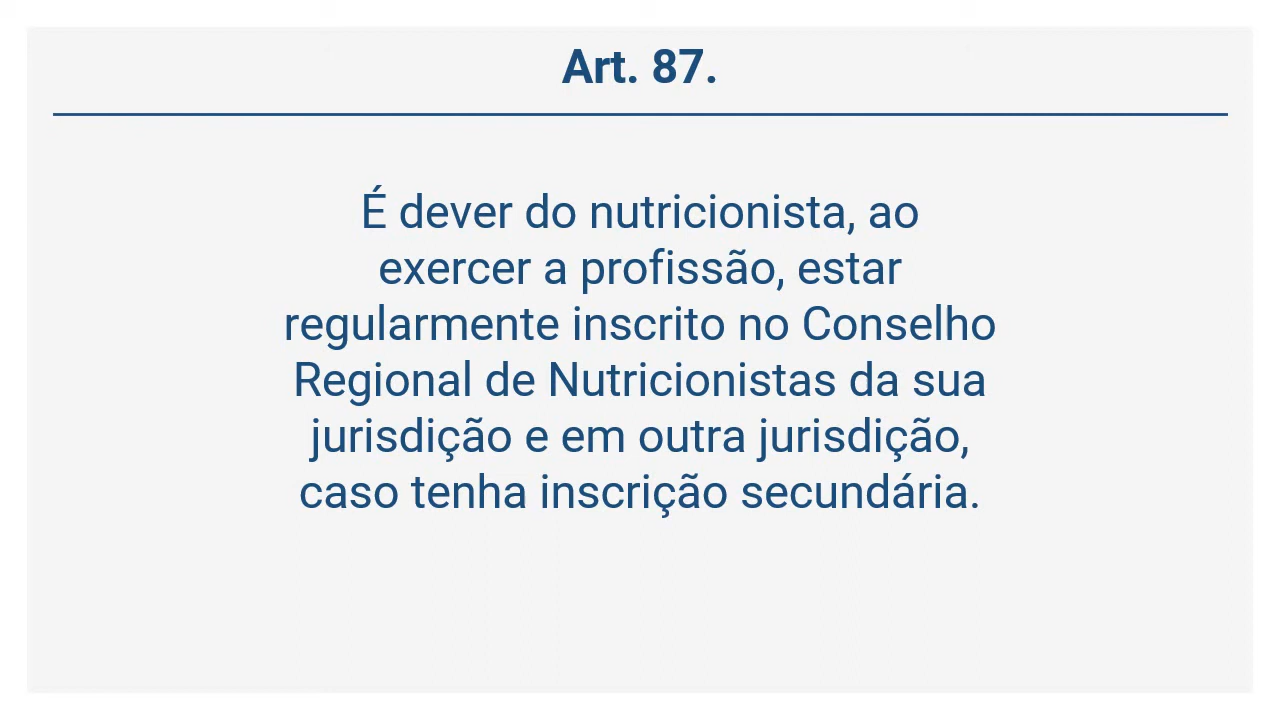 Art. 87.
É dever do nutricionista, ao
exercer a profissão, estar
regularmente inscrito no Conselho
Regional de Nutricionistas da sua
jurisdição e em outra jurisdição,
caso tenha inscrição secundária.